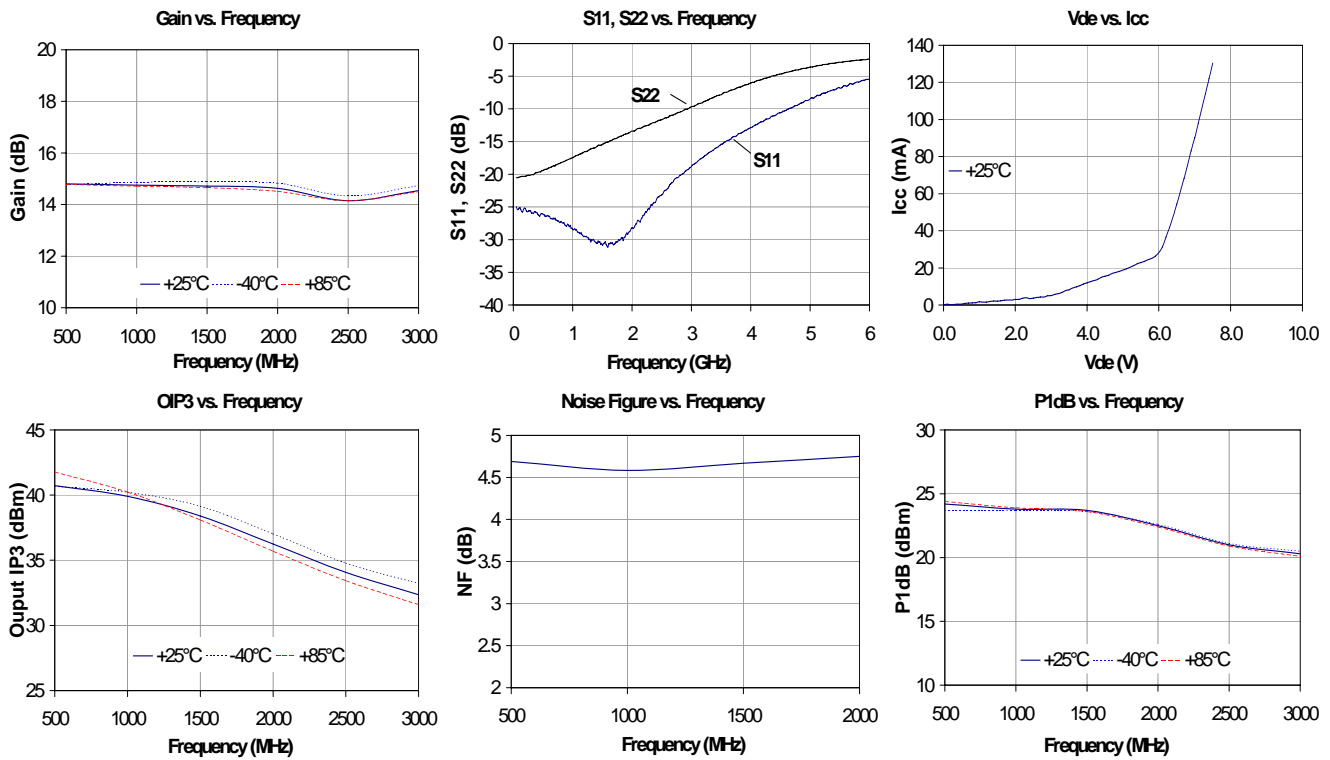 Gain vs. Frequency
20
18
16
14
12
10
Gain (dB)
+25°C
-40°C
+85°C
500 1000 1500 2000 2500 3000
Frequency (MHz)
S11, S22 vs. Frequency
0
-5
-10
-15
-20
-25
-30
-35
-40
S11, S22 (dB)
S22
S11
0 1 2 3 4 5 6
Frequency (GHz)
Vde vs. Icc
140
120
100
80
60
40
20
0
Icc (mA)
+25°C
0.0 2.0 4.0 6.0 8.0 10.0
Vde (V)
OIP3 vs. Frequency
45
40
35
30
25
Ouput IP3 (dBm)
+25°C
-40°C
+85°C
500 1000 1500 2000 2500 3000
Frequency (MHz)
Noise Figure vs. Frequency
5
4.5
4
3.5
3
2.5
2
NF (dB)
500 1000 1500 2000
Frequency (MHz)
P1dB vs. Frequency
30
25
20
15
10
P1dB (dBm)
+25°C
-40°C
+85°C
500 1000 1500 2000 2500 3000
Frequency (MHz)